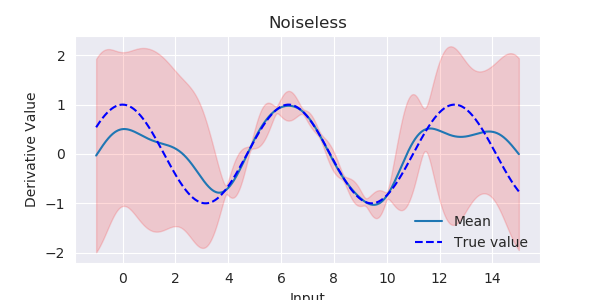 Noiseless
Derivative Value
2
1
0
−1
−2
0 2 4 6 8 10 12 14
Input
Mean
True value